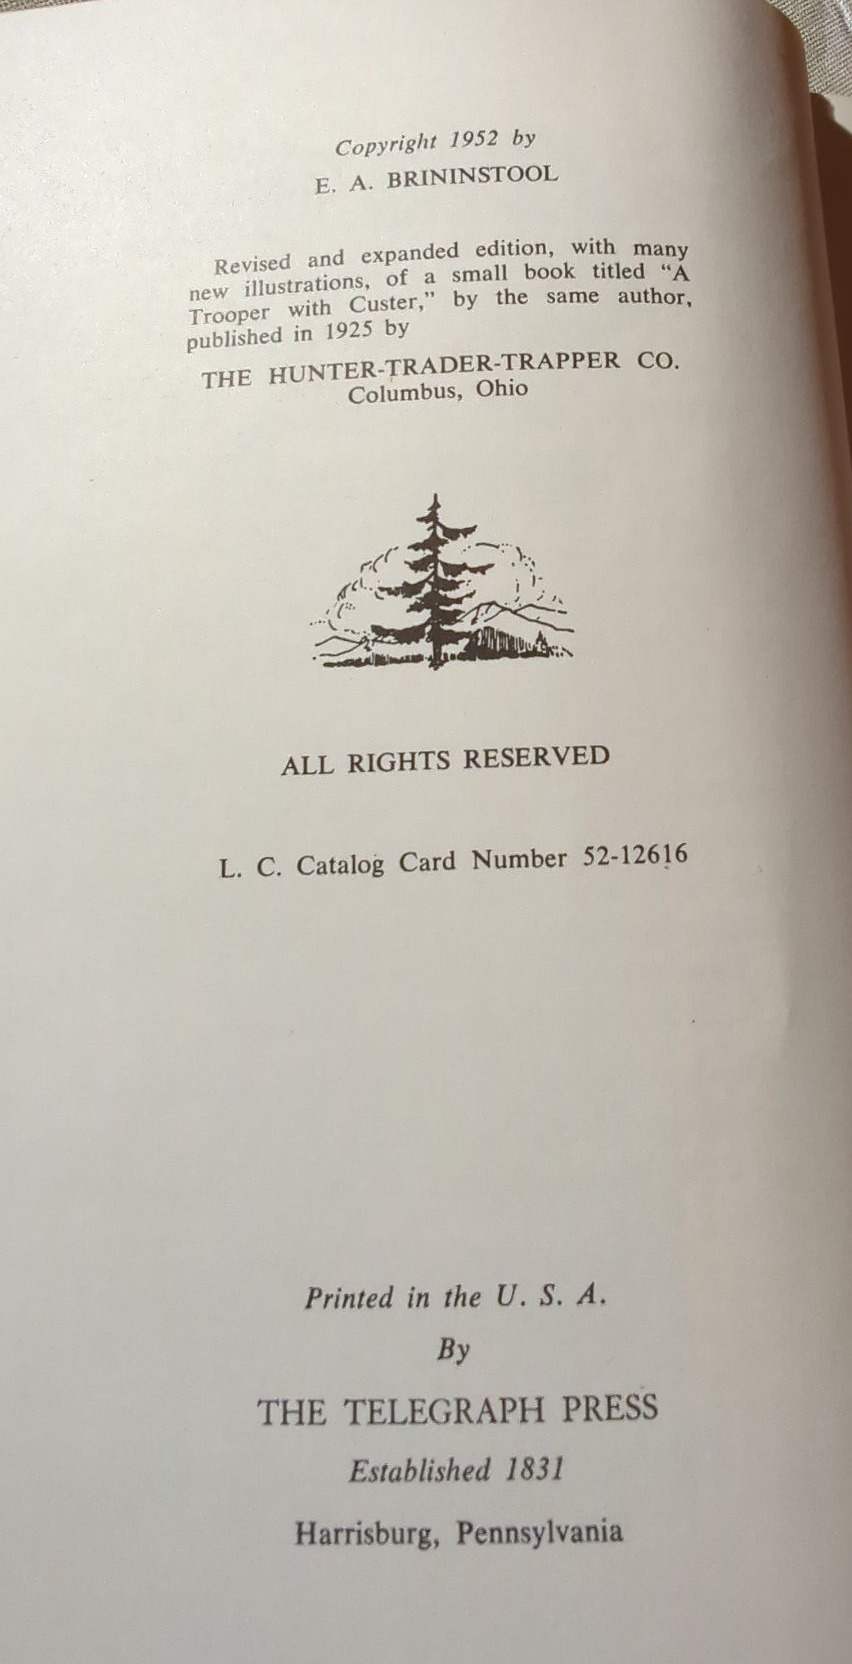 Copyright 1952 by
E. A. BRININSTOOL
Revised and expanded edition, with many
new illustrations, of a small book titled “A
Trooper with Custer,” by the same author,
published in 1925 by
THE HUNTER-TRADER-TRAPPER CO.
Columbus, Ohio
ALL RIGHTS RESERVED
L. C. Catalog Card Number 52-12616
Printed in the U. S. A.
By
THE TELEGRAPH PRESS
Established 1831
Harrisburg, Pennsylvania